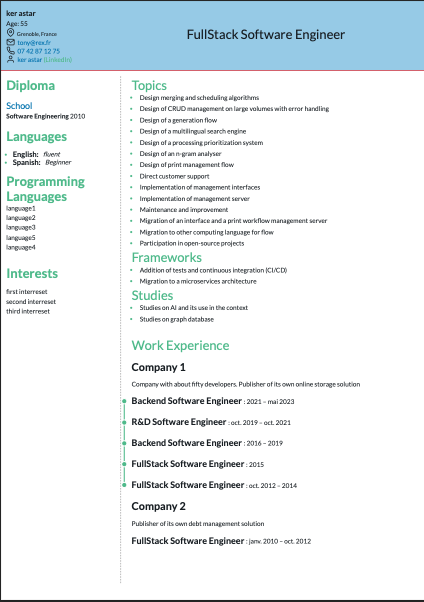 ker astar
Age: 55
Grenoble, France
tony@rex.fr
07 42 87 12 75
ker astar (LinkedIn)
FullStack Software Engineer
Diploma
School
Software Engineering 2010
Languages
English: fluent
Spanish: Beginner
Programming
Languages
language1
language2
language3
language5
language4
Interests
first interreset
second interreset
third interreset
Topics
Design merging and scheduling algorithms
Design of CRUD management on large volumes with error handling
Design of a generation flow
Design of a multilingual search engine
Design of a processing prioritization system
Design of an n-gram analyser
Design of print management flow
Direct customer support
Implementation of management interfaces
Implementation of management server
Maintenance and improvement
Migration of an interface and a print workflow management server
Migration to other computing language for flow
Participation in open-source projects
Frameworks
Addition of tests and continuous integration (CI/CD)
Migration to a microservices architecture
Studies
Studies on AI and its use in the context
Studies on graph database
Work Experience
Company 1
Company with about fifty developers. Publisher of its own online storage solution
Backend Software Engineer : 2021 – mai 2023
R&D Software Engineer : oct. 2019 – oct. 2021
Backend Software Engineer : 2016 – 2019
FullStack Software Engineer : 2015
FullStack Software Engineer : oct. 2012 – 2014
Company 2
Publisher of its own debt management solution
FullStack Software Engineer : janv. 2010 – oct. 2012